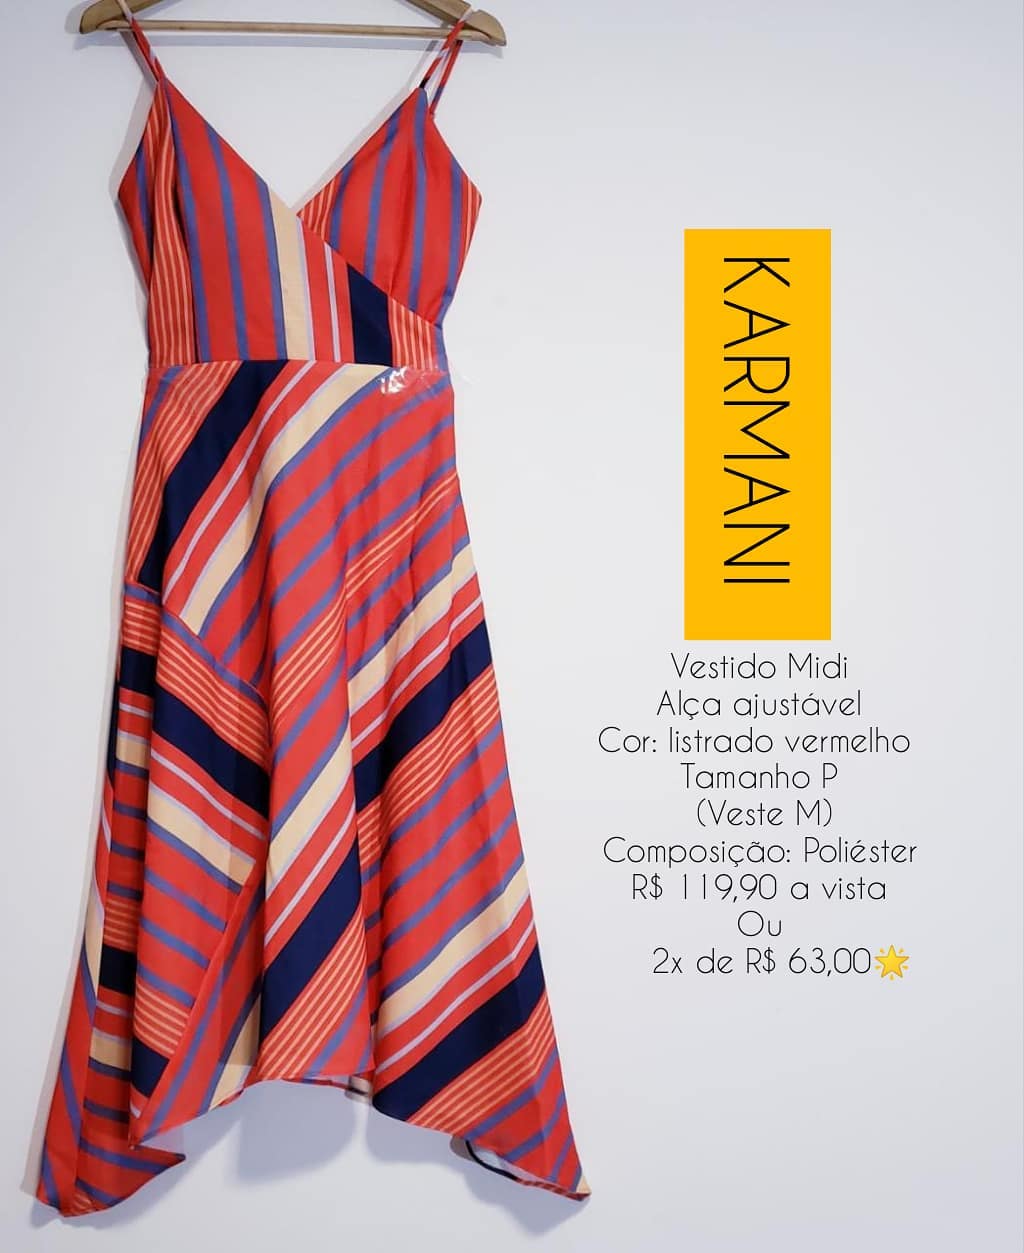 KARMANI
Vestido Midi
Alça ajustável
Cor: listrado vermelho
Tamanho P
(Veste M)
Composição: Poliéster
R$ 119,90 a vista
Ou
2x de R$ 63,00🌟